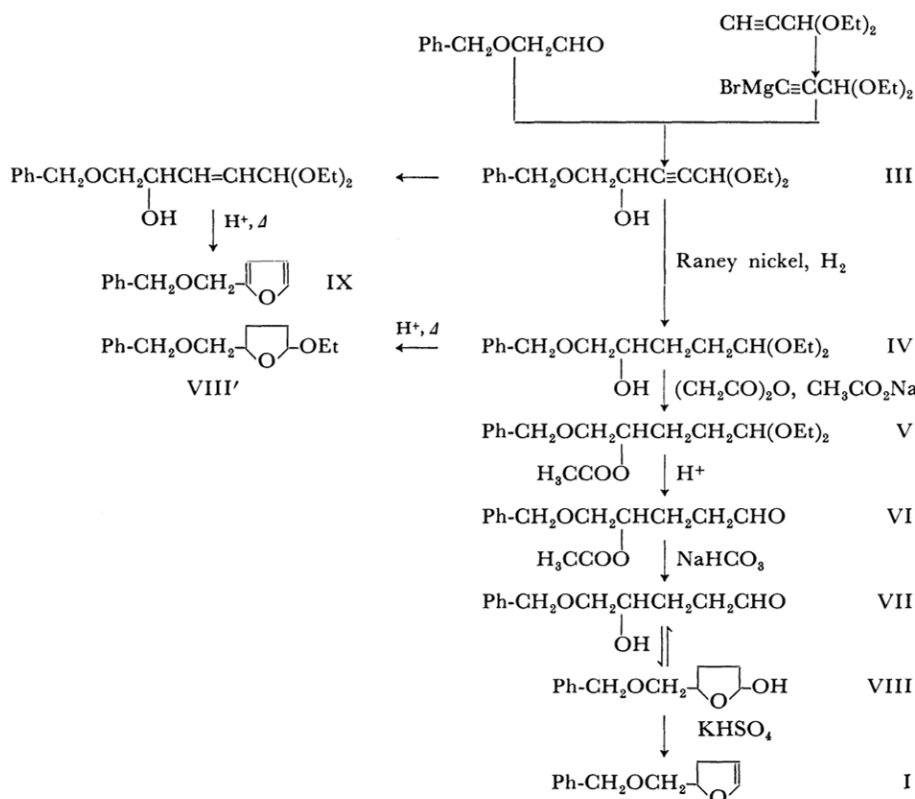 CH≡CCH(OEt)₂
Ph-CH₂OCH₂CHO
BrMgC≡CCH(OEt)₂
Ph-CH₂OCH₂CHCH=CHCH(OEt)₂ ← Ph-CH₂OCH₂CHC≡CCH(OEt)₂ III
OH OH
H⁺, Δ
Raney nickel, H₂
Ph-CH₂OCH₂- O IX
Ph-CH₂OCH₂- O -OEt H⁺, Δ ← Ph-CH₂OCH₂CHCH₂CH₂CH(OEt)₂ IV
VIII′ OH (CH₂CO)₂O, CH₃CO₂Na
Ph-CH₂OCH₂CHCH₂CH₂CH(OEt)₂ V
H₃CCOO H⁺
Ph-CH₂OCH₂CHCH₂CH₂CHO VI
H₃CCOO NaHCO₃
Ph-CH₂OCH₂CHCH₂CH₂CHO VII
OH
Ph-CH₂OCH₂- O -OH VIII
KHSO₄
Ph-CH₂OCH₂- O I